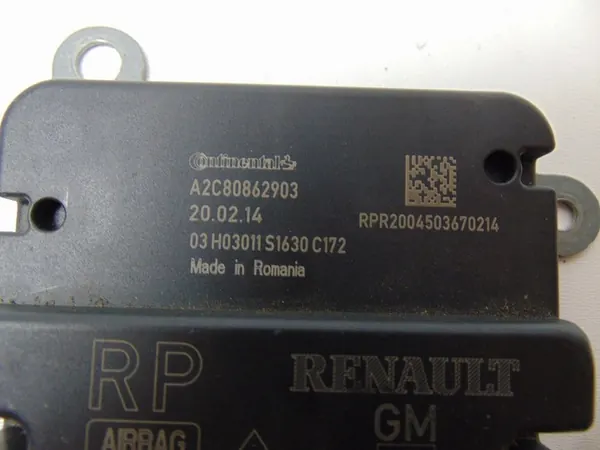 Continental
A2C80862903
20.02.14
03 H03011 S1630 C172
Made in Romania
RPR2004503670214
RP RENAULT
AIRBAG GM